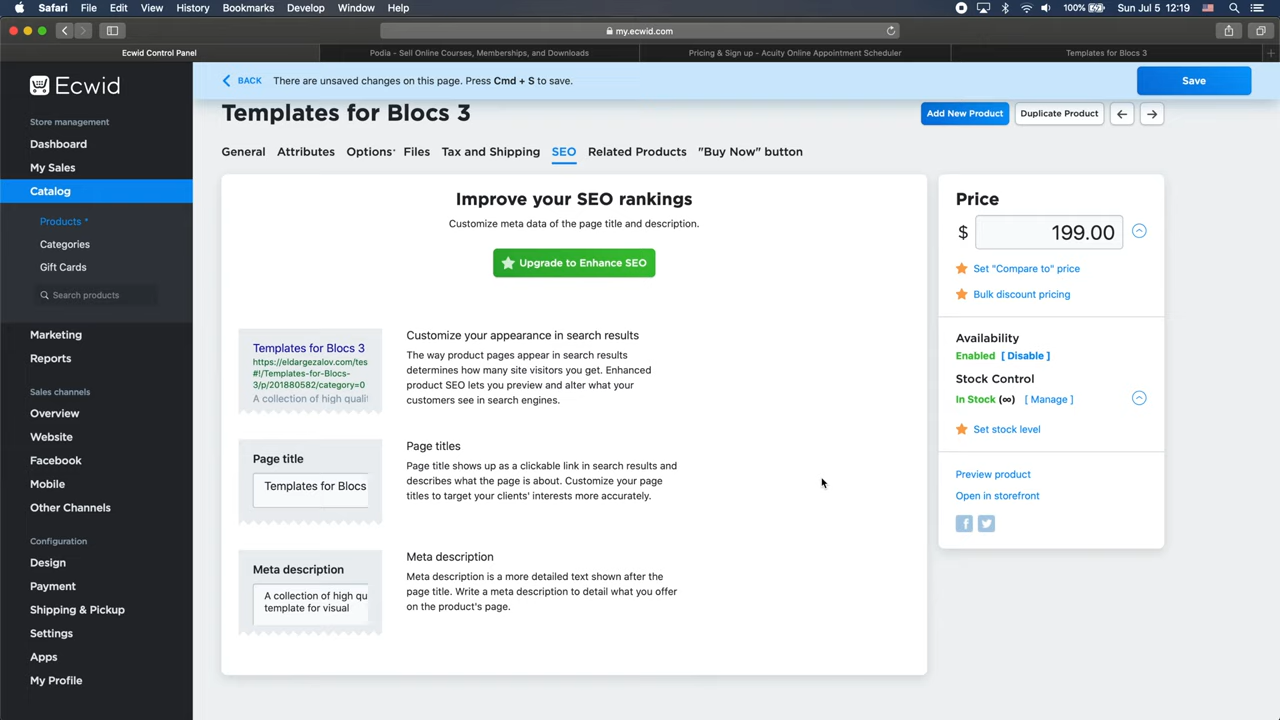 Safari File Edit View History Bookmarks Develop Window Help 100% Sun Jul 5 12:19
my.ecwid.com
Ecwid Control Panel
Podia - Sell Online Courses, Memberships, and Downloads
Pricing & Sign up - Acuity Online Appointment Scheduler
Templates for Blocs 3
Ecwid
Store management
Dashboard
My Sales
Catalog
Products *
Categories
Gift Cards
Search products
Marketing
Reports
Sales channels
Overview
Website
Facebook
Mobile
Other Channels
Configuration
Design
Payment
Shipping & Pickup
Settings
Apps
My Profile
BACK There are unsaved changes on this page. Press Cmd + S to save.
Save
Templates for Blocs 3
Add New Product
Duplicate Product
General Attributes Options* Files Tax and Shipping SEO Related Products "Buy Now" button
Improve your SEO rankings
Customize meta data of the page title and description.
Upgrade to Enhance SEO
Templates for Blocs 3
https://eldargezalov.com/tes
#!/Templates-for-Blocs-
3/p/201880582/category=0
A collection of high quali
Customize your appearance in search results
The way product pages appear in search results
determines how many site visitors you get. Enhanced
product SEO lets you preview and alter what your
customers see in search engines.
Page title
Templates for Blocs
Page titles
Page title shows up as a clickable link in search results and
describes what the page is about. Customize your page
titles to target your clients' interests more accurately.
Meta description
A collection of high qu
template for visual
Meta description
Meta description is a more detailed text shown after the
page title. Write a meta description to detail what you offer
on the product's page.
Price
$ 199.00
Set "Compare to" price
Bulk discount pricing
Availability
Enabled [ Disable ]
Stock Control
In Stock (∞) [ Manage ]
Set stock level
Preview product
Open in storefront